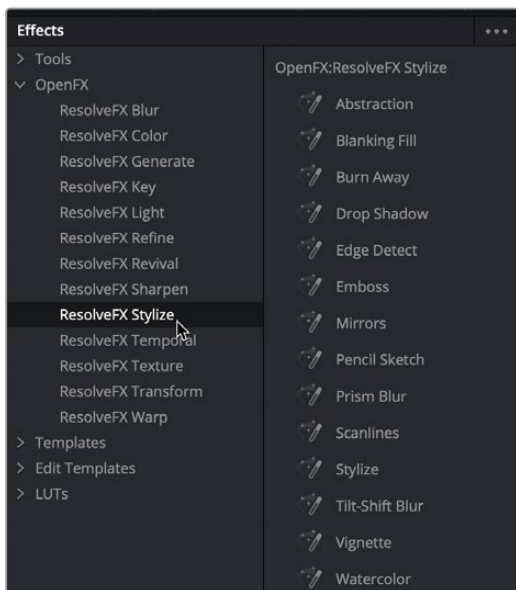 Effects
Tools
OpenFX
ResolveFX Blur
ResolveFX Color
ResolveFX Generate
ResolveFX Key
ResolveFX Light
ResolveFX Refine
ResolveFX Revival
ResolveFX Sharpen
ResolveFX Stylize
ResolveFX Temporal
ResolveFX Texture
ResolveFX Transform
ResolveFX Warp
Templates
Edit Templates
LUTs
OpenFX:ResolveFX Stylize
Abstraction
Blanking Fill
Burn Away
Drop Shadow
Edge Detect
Emboss
Mirrors
Pencil Sketch
Prism Blur
Scanlines
Stylize
Tilt-Shift Blur
Vignette
Watercolor